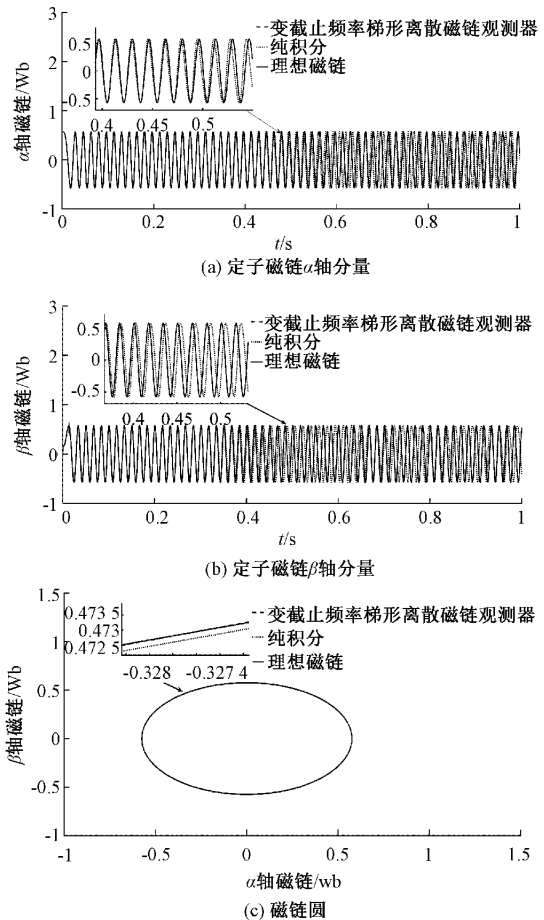 3
2
1
0
-1
α轴磁链/Wb
0.5
0
-0.5
0.4
0.45
0.5
变截止频率梯形离散磁链观测器
纯积分
理想磁链
0
0.2
0.4
0.6
0.8
1
t/s
(a) 定子磁链α轴分量
3
2
1
0
-1
β轴磁链/Wb
0.5
0
-0.5
0.4
0.45
0.5
变截止频率梯形离散磁链观测器
纯积分
理想磁链
0
0.2
0.4
0.6
0.8
1
t/s
(b) 定子磁链β轴分量
1.5
1
0.5
0
-0.5
-1
β轴磁链/Wb
0.473 5
0.473
0.472 5
-0.328
-0.327 4
变截止频率梯形离散磁链观测器
纯积分
理想磁链
-1
-0.5
0
0.5
1
1.5
α轴磁链/wb
(c) 磁链圆